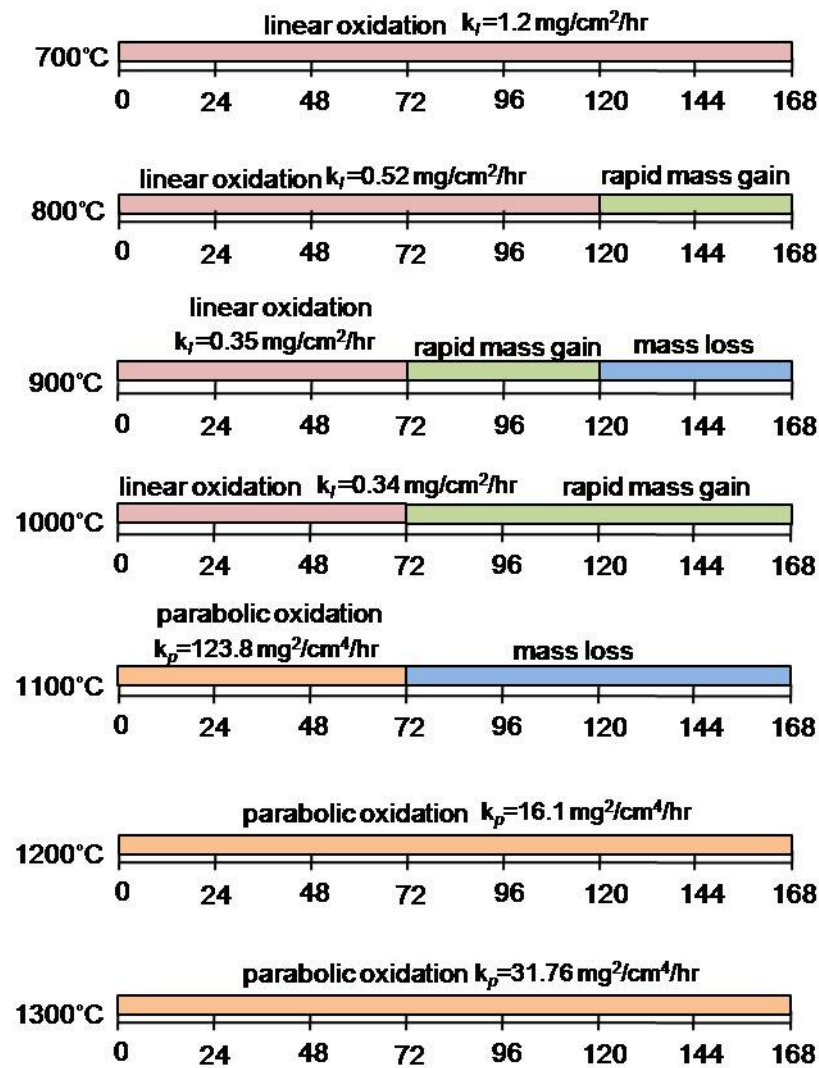 linear oxidation k_l=1.2 mg/cm²/hr
700°C
0 24 48 72 96 120 144 168
linear oxidation k_l=0.52 mg/cm²/hr rapid mass gain
800°C
0 24 48 72 96 120 144 168
linear oxidation
k_l=0.35 mg/cm²/hr rapid mass gain mass loss
900°C
0 24 48 72 96 120 144 168
linear oxidation k_l=0.34 mg/cm²/hr rapid mass gain
1000°C
0 24 48 72 96 120 144 168
parabolic oxidation
k_p=123.8 mg²/cm⁴/hr mass loss
1100°C
0 24 48 72 96 120 144 168
parabolic oxidation k_p=16.1 mg²/cm⁴/hr
1200°C
0 24 48 72 96 120 144 168
parabolic oxidation k_p=31.76 mg²/cm⁴/hr
1300°C
0 24 48 72 96 120 144 168